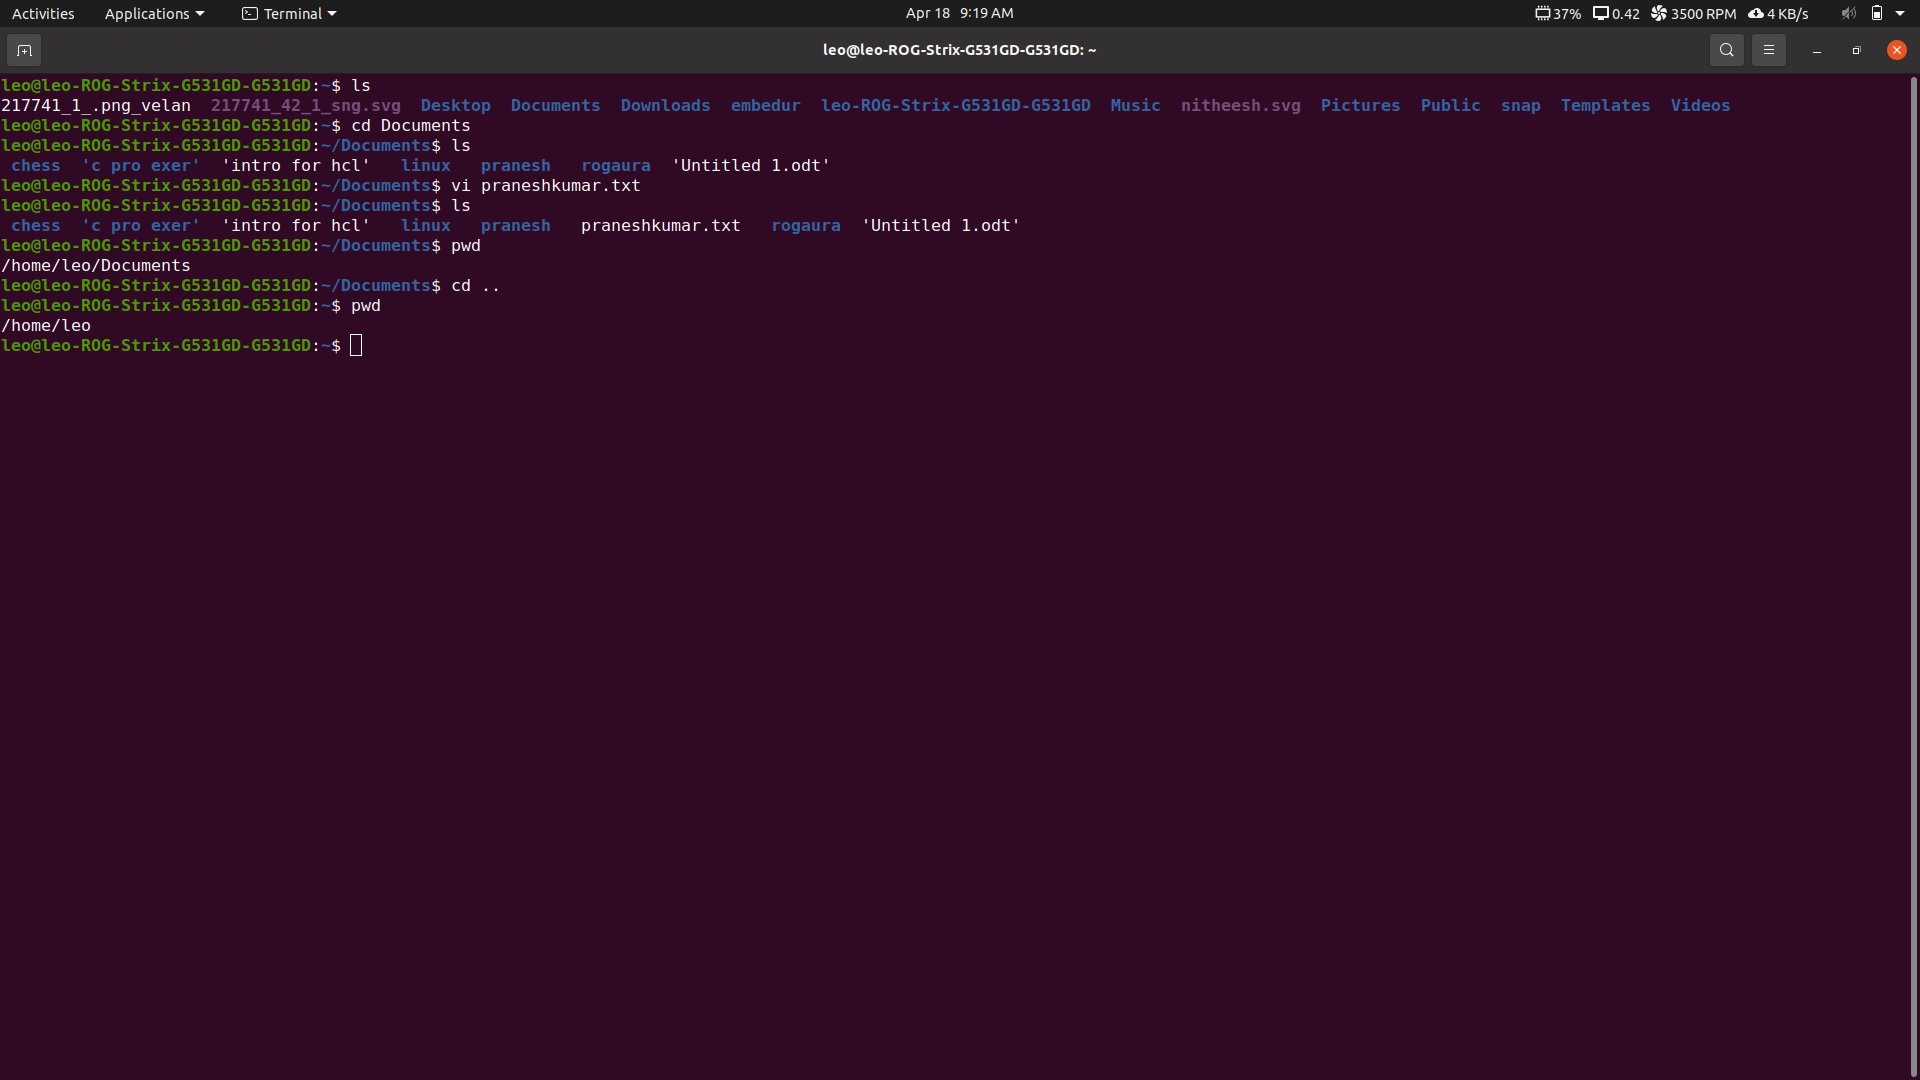 Activities Applications Terminal Apr 18 9:19 AM 37% 0.42 3500 RPM 4 KB/s
leo@leo-ROG-Strix-G531GD-G531GD: ~
leo@leo-ROG-Strix-G531GD-G531GD:~$ ls
217741_1_.png_velan 217741_42_1_sng.svg Desktop Documents Downloads embedur leo-ROG-Strix-G531GD-G531GD Music nitheesh.svg Pictures Public snap Templates Videos
leo@leo-ROG-Strix-G531GD-G531GD:~$ cd Documents
leo@leo-ROG-Strix-G531GD-G531GD:~/Documents$ ls
chess 'c pro exer' 'intro for hcl' linux pranesh rogaura 'Untitled 1.odt'
leo@leo-ROG-Strix-G531GD-G531GD:~/Documents$ vi praneshkumar.txt
leo@leo-ROG-Strix-G531GD-G531GD:~/Documents$ ls
chess 'c pro exer' 'intro for hcl' linux pranesh praneshkumar.txt rogaura 'Untitled 1.odt'
leo@leo-ROG-Strix-G531GD-G531GD:~/Documents$ pwd
/home/leo/Documents
leo@leo-ROG-Strix-G531GD-G531GD:~/Documents$ cd ..
leo@leo-ROG-Strix-G531GD-G531GD:~$ pwd
/home/leo
leo@leo-ROG-Strix-G531GD-G531GD:~$